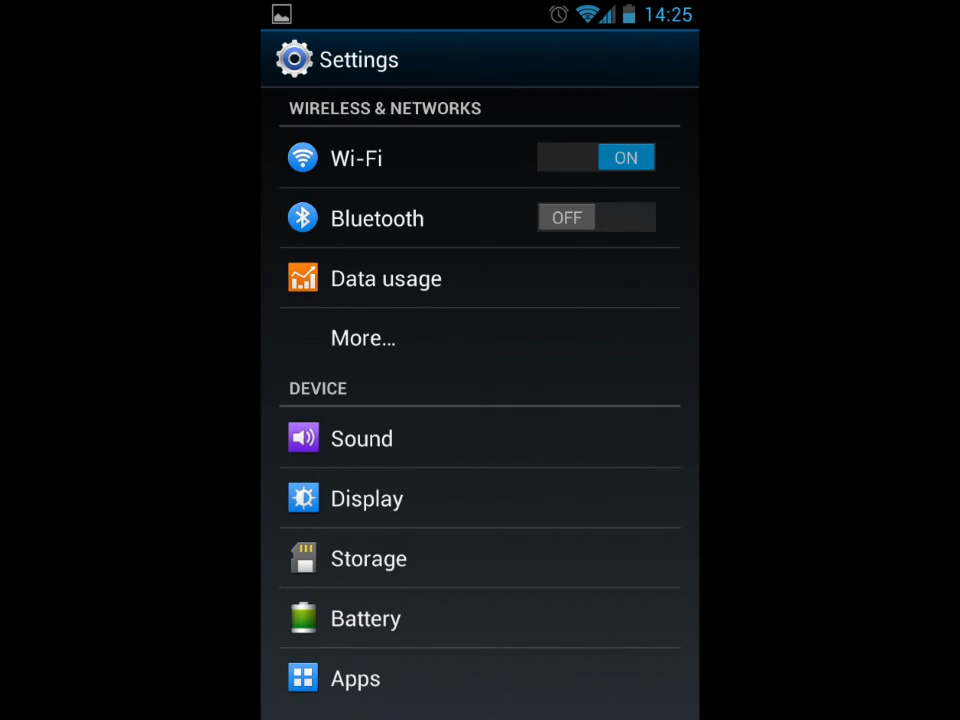 14:25
Settings
WIRELESS & NETWORKS
Wi-Fi
ON
Bluetooth
OFF
Data usage
More...
DEVICE
Sound
Display
Storage
Battery
Apps